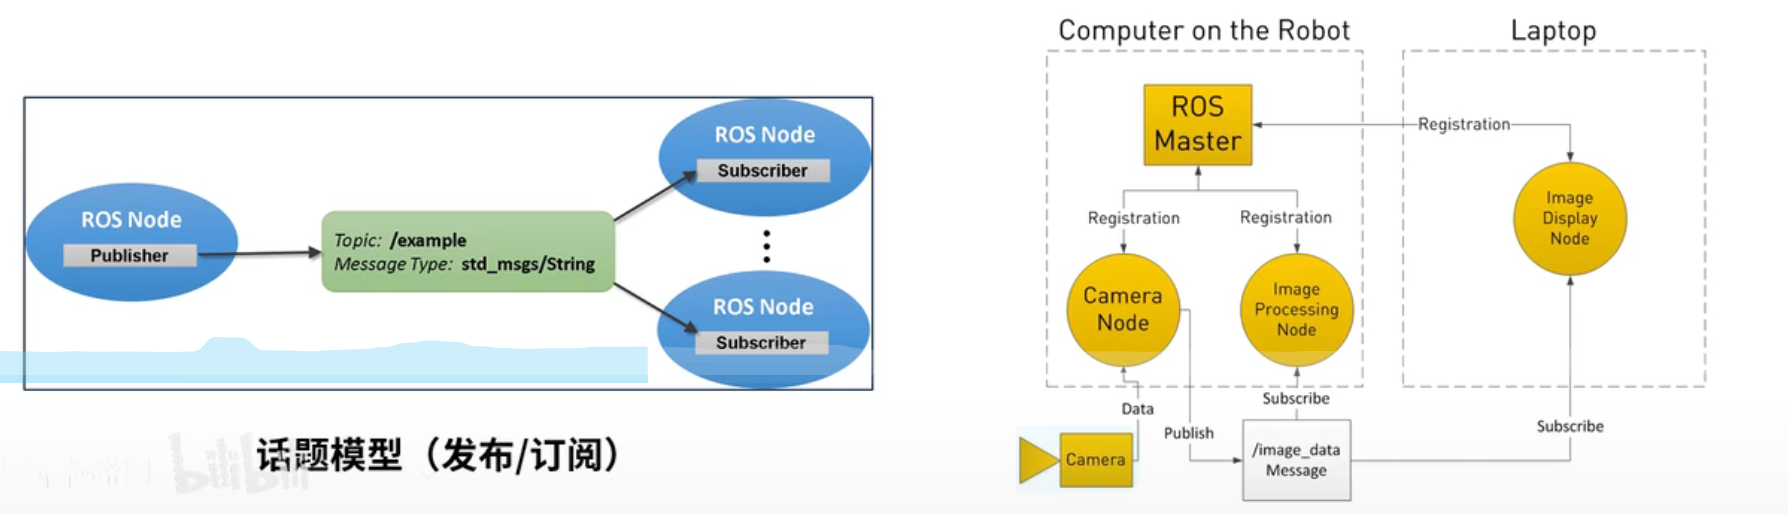 ROS Node
Publisher
Topic: /example
Message Type: std_msgs/String
ROS Node
Subscriber
ROS Node
Subscriber
话题模型（发布/订阅）
bilibili
Computer on the Robot
Laptop
ROS
Master
Registration
Registration
Registration
Image
Display
Node
Camera
Node
Image
Processing
Node
Data
Subscribe
Publish
Subscribe
Camera
/image_data
Message